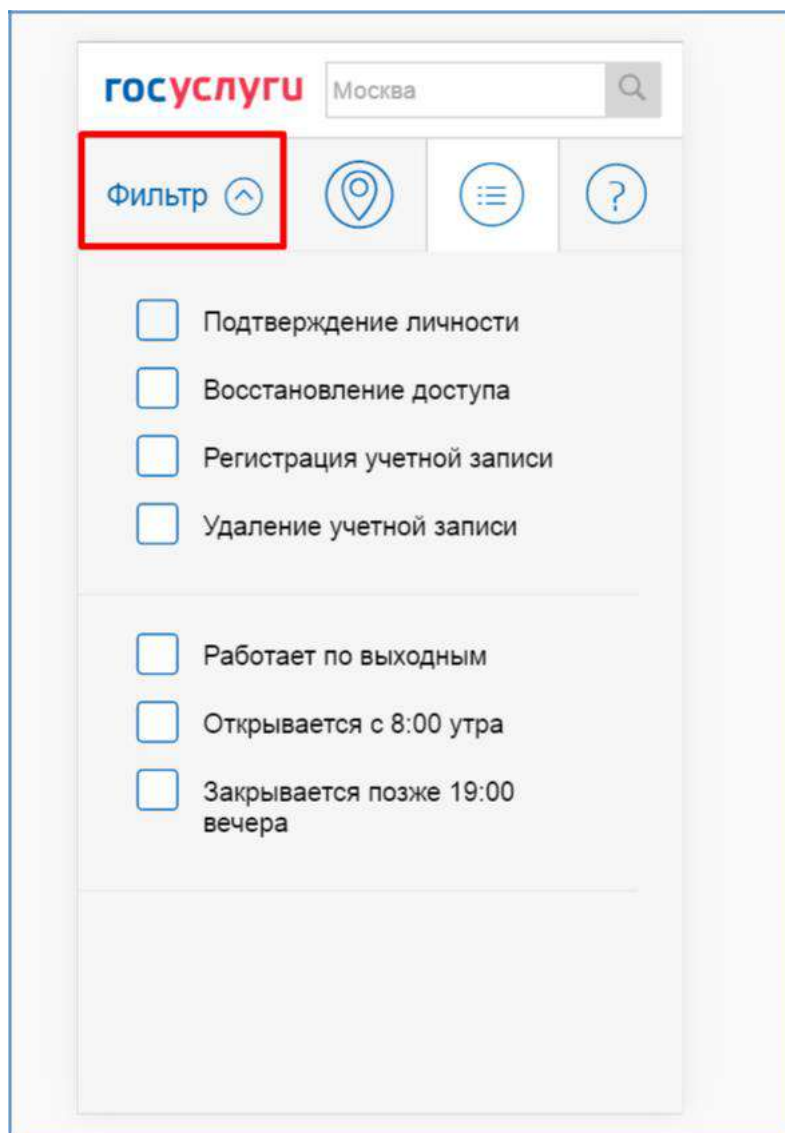 госуслуги
Москва
Фильтр
?
Подтверждение личности
Восстановление доступа
Регистрация учетной записи
Удаление учетной записи
Работает по выходным
Открывается с 8:00 утра
Закрывается позже 19:00
вечера